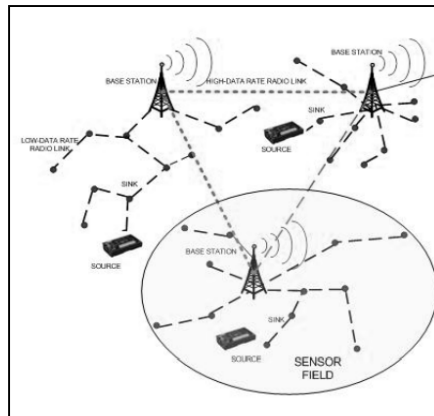 BASE STATION
BASE STATION
HIGH-DATA RATE RADIO LINK
SINK
SOURCE
LOW-DATA RATE
RADIO LINK
SINK
SOURCE
BASE STATION
SINK
SOURCE
SENSOR
FIELD